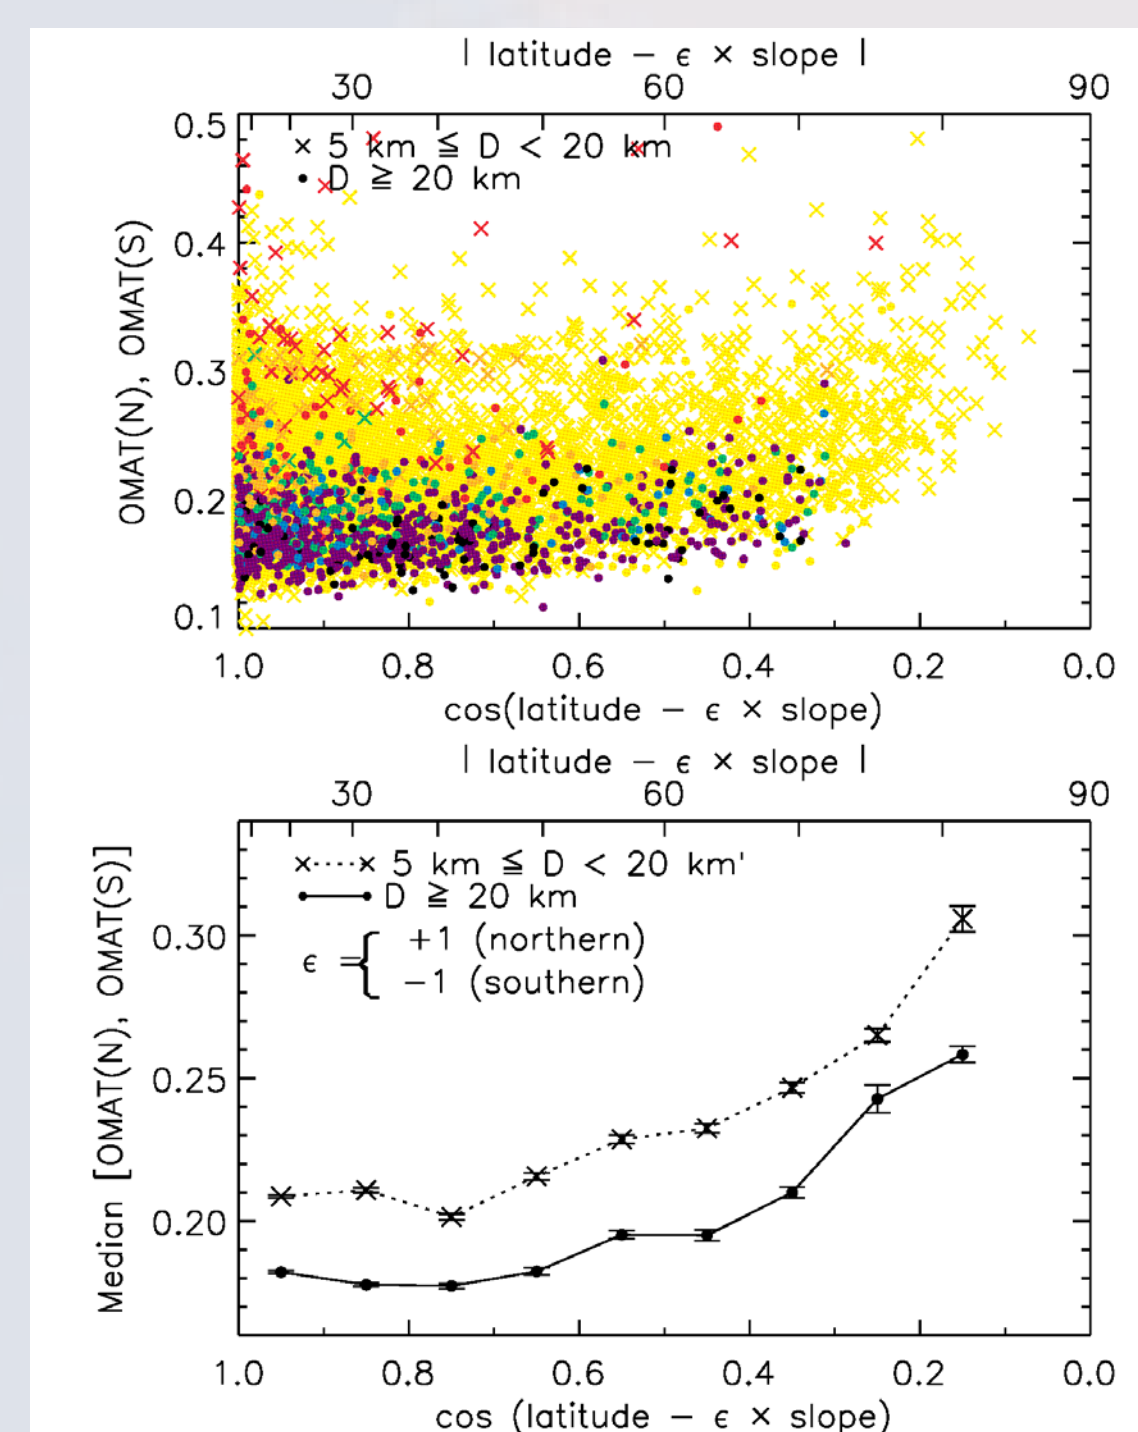 | latitude − ϵ × slope |
30 60 90
0.5
× 5 km ≦ D < 20 km
• D ≧ 20 km
0.4
0.3
0.2
0.1
OMAT(N), OMAT(S)
1.0 0.8 0.6 0.4 0.2 0.0
cos(latitude − ϵ × slope)
| latitude − ϵ × slope |
30 60 90
×····× 5 km ≦ D < 20 km'
•—• D ≧ 20 km
ϵ ={ +1 (northern)
−1 (southern)
0.30
0.25
0.20
Median [OMAT(N), OMAT(S)]
1.0 0.8 0.6 0.4 0.2 0.0
cos (latitude − ϵ × slope)